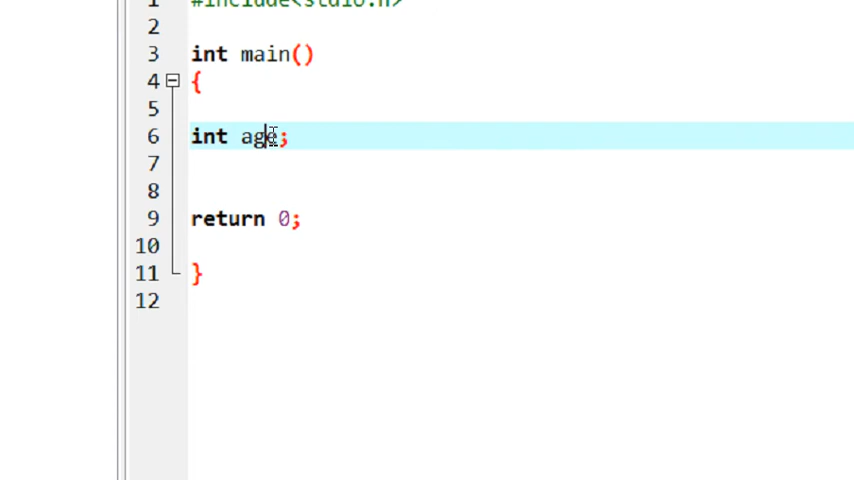 1 #include<stdio.h>
2
3 int main()
4 {
5
6 int age;
7
8
9 return 0;
10
11 }
12